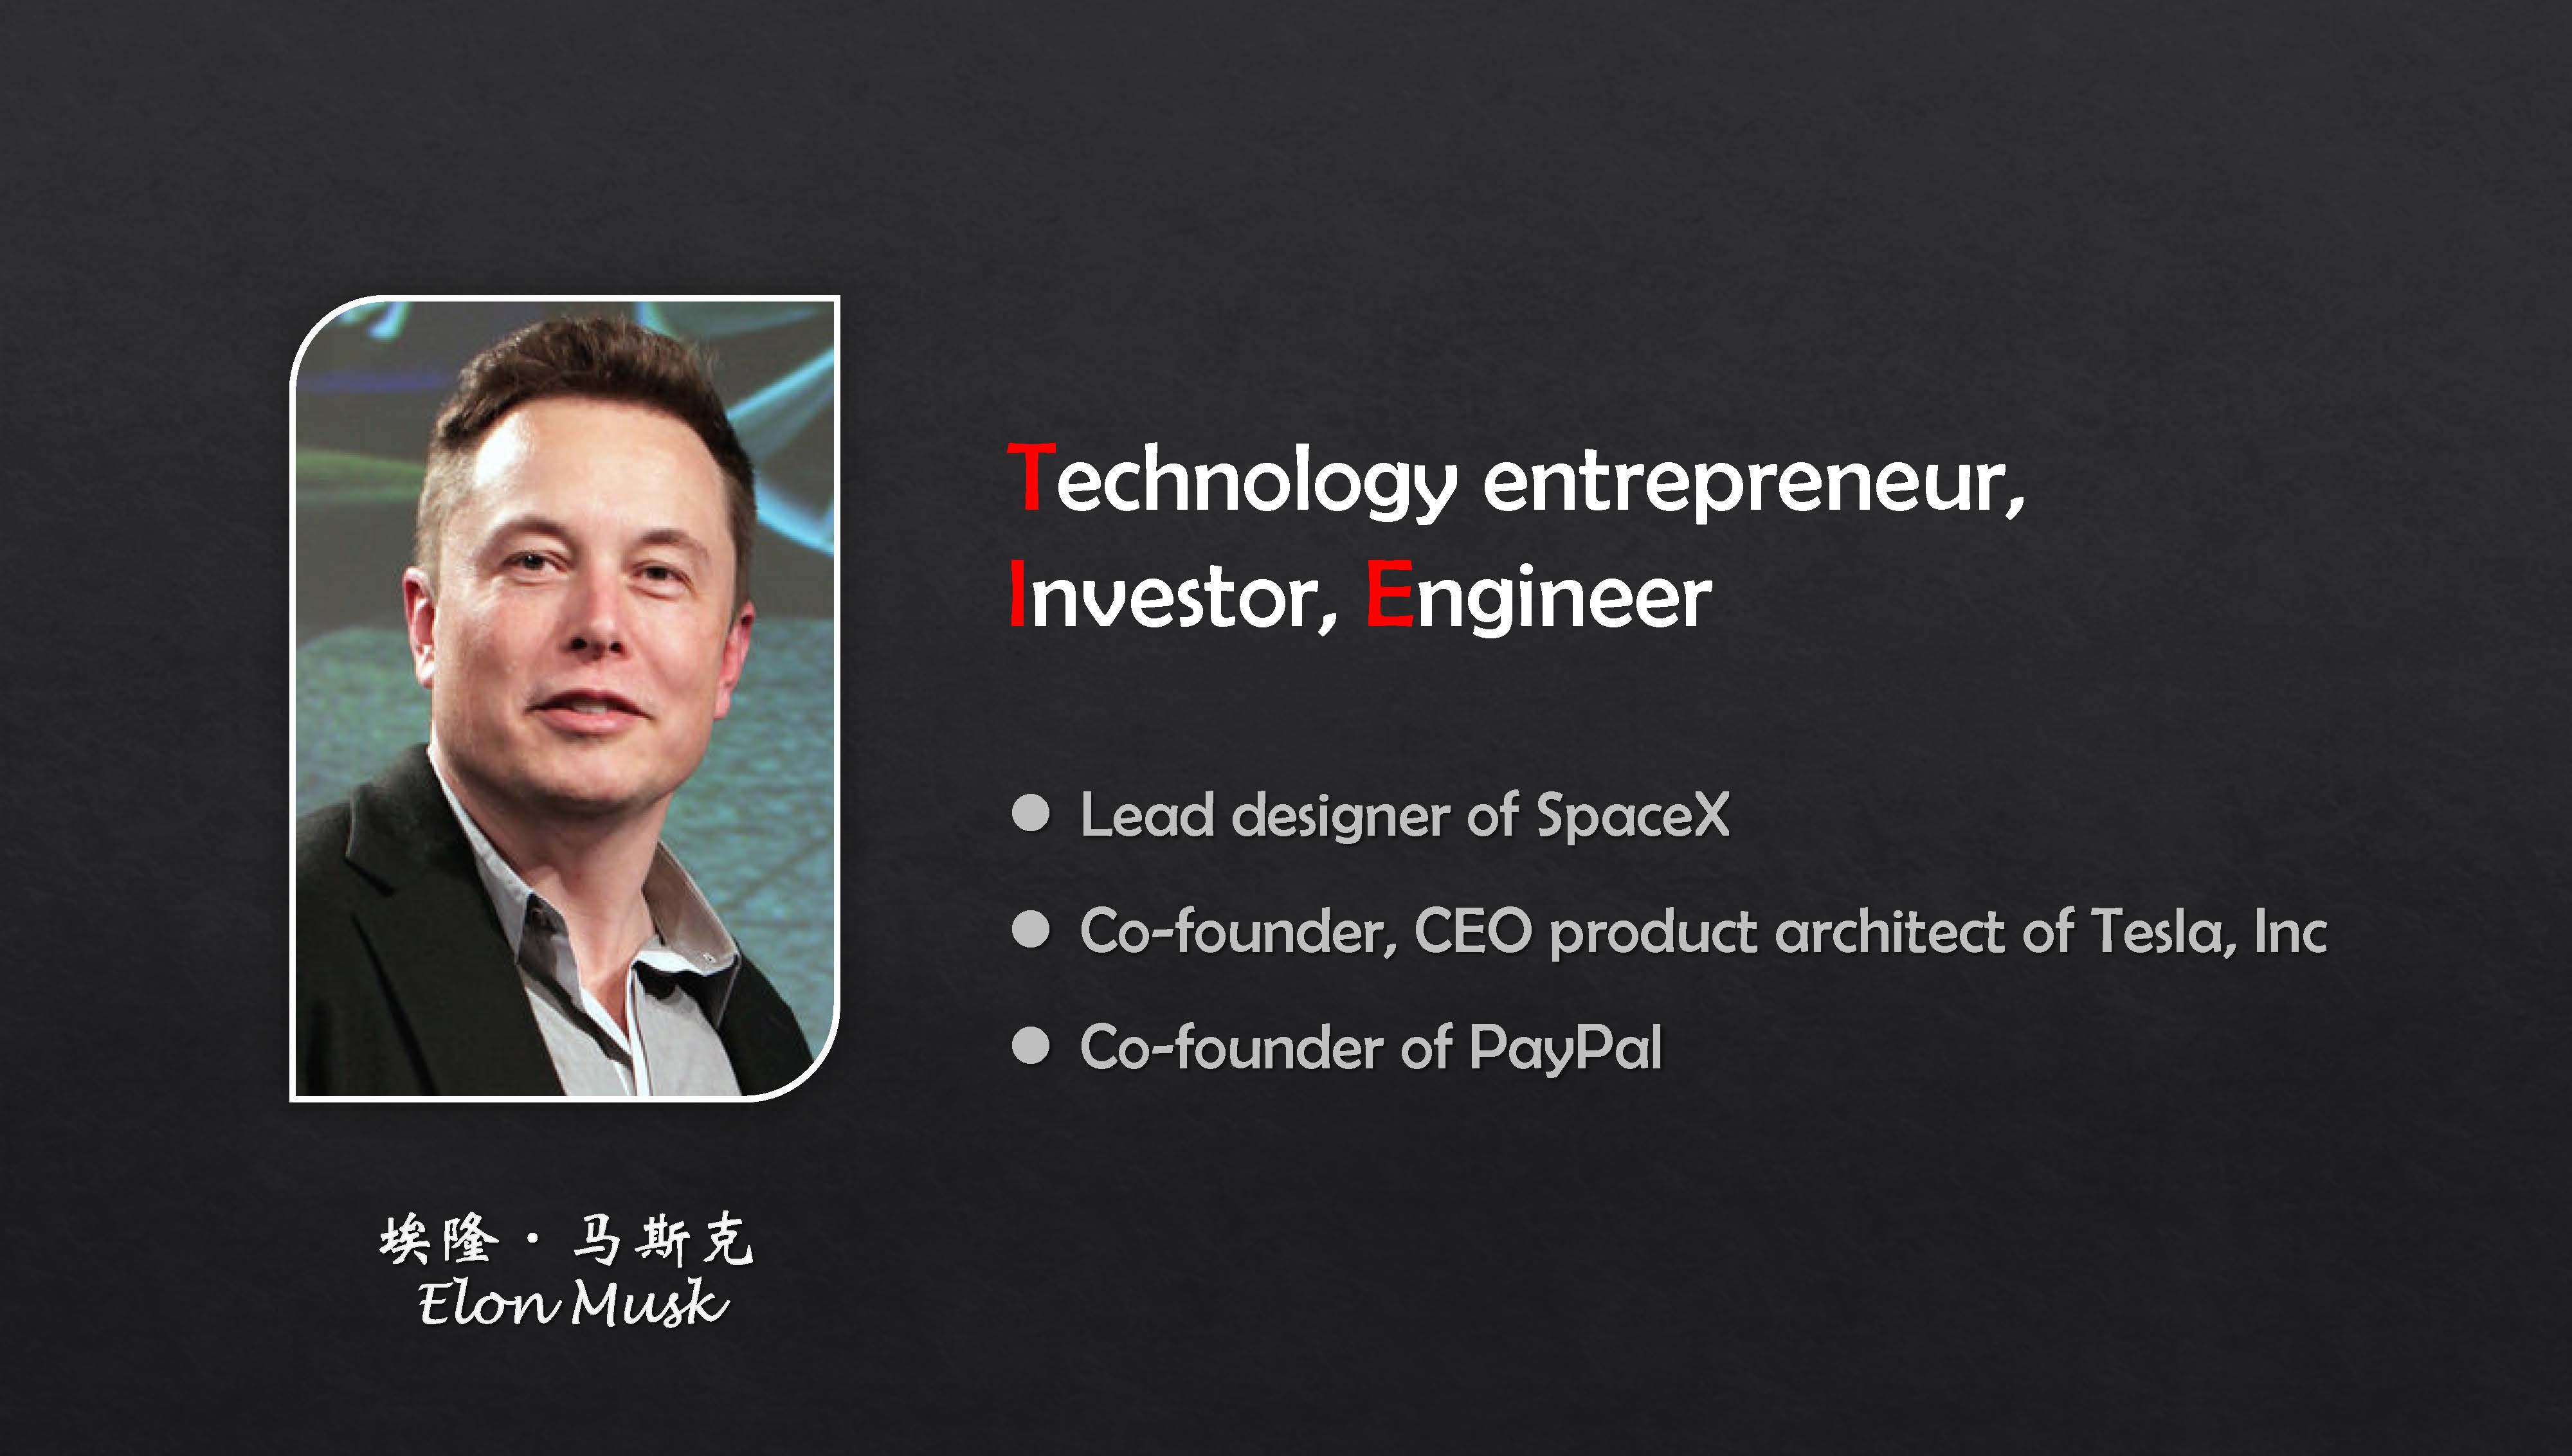 Technology entrepreneur,
Investor, Engineer
Lead designer of SpaceX
Co-founder, CEO product architect of Tesla, Inc
Co-founder of PayPal
埃隆·马斯克
Elon Musk